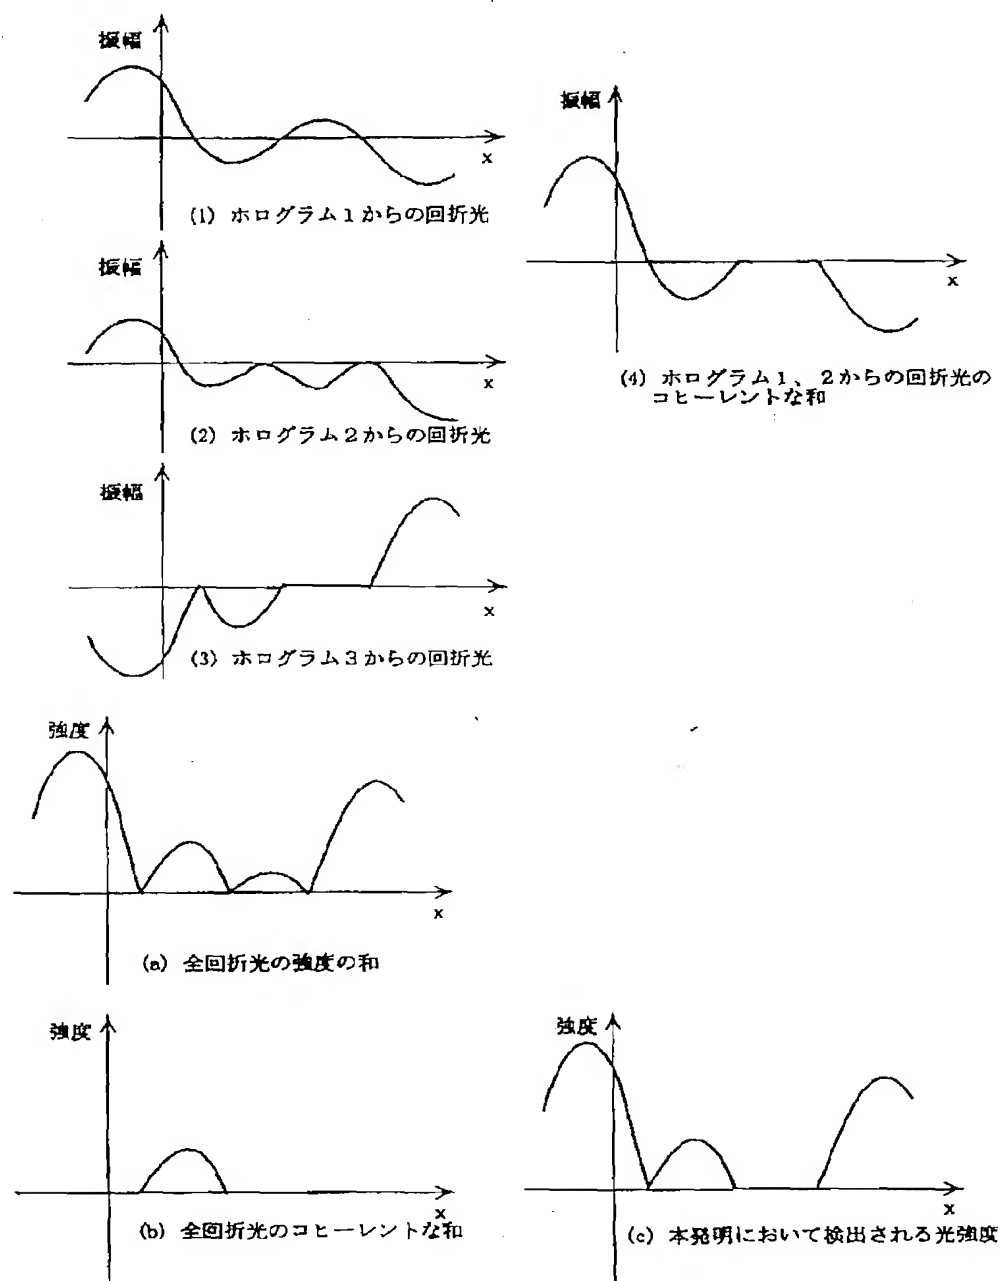 振幅
x
(1) ホログラム1からの回折光
振幅
x
(2) ホログラム2からの回折光
振幅
x
(3) ホログラム3からの回折光
振幅
x
(4) ホログラム1、2からの回折光の
コヒーレントな和
強度
x
(a) 全回折光の強度の和
強度
x
(b) 全回折光のコヒーレントな和
強度
x
(c) 本発明において検出される光強度